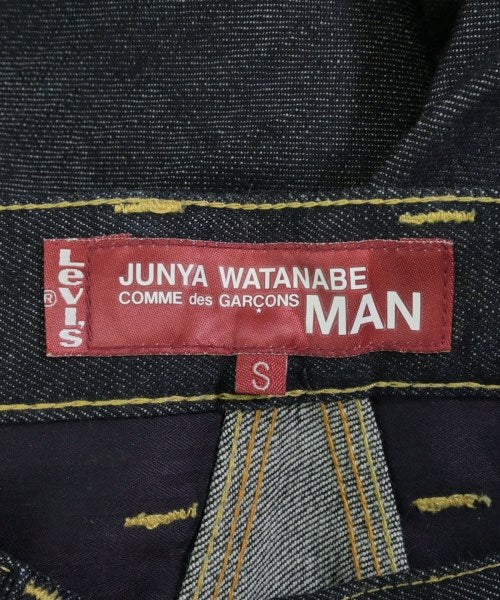 Levi's
®
JUNYA WATANABE
COMME des GARÇONS
MAN
S